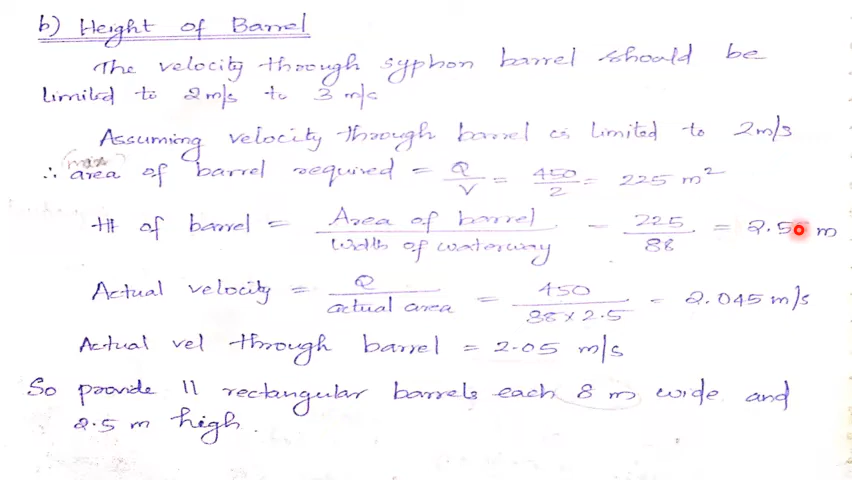 b) Height of Barrel
The velocity through syphon barrel should be
limited to 2m/s to 3 m/s
Assuming velocity through barrel is limited to 2m/s
(max)
∴ area of barrel required = Q/V = 450/2 = 225 m²
Ht of barrel = Area of barrel / Width of waterway = 225/88 = 2.5 m
Actual velocity = Q / actual area = 450 / 88 x 2.5 = 2.045 m/s
Actual vel through barrel = 2.05 m/s
So provide 11 rectangular barrels each 8 m wide and
2.5 m high.